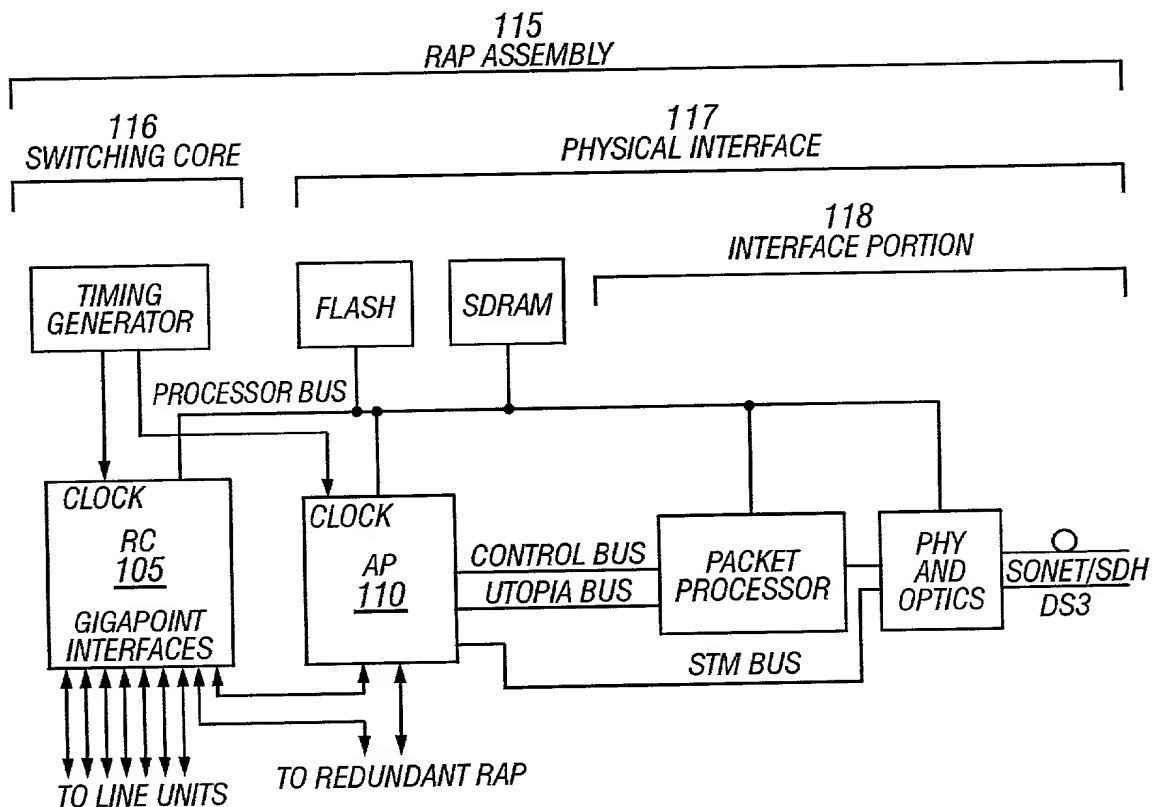 115
RAP ASSEMBLY
116
SWITCHING CORE
117
PHYSICAL INTERFACE
118
INTERFACE PORTION
TIMING
GENERATOR
FLASH
SDRAM
PROCESSOR BUS
CLOCK
RC
105
GIGAPOINT
INTERFACES
CLOCK
AP
110
CONTROL BUS
UTOPIA BUS
STM BUS
PACKET
PROCESSOR
PHY
AND
OPTICS
SONET/SDH
DS3
TO LINE UNITS
TO REDUNDANT RAP